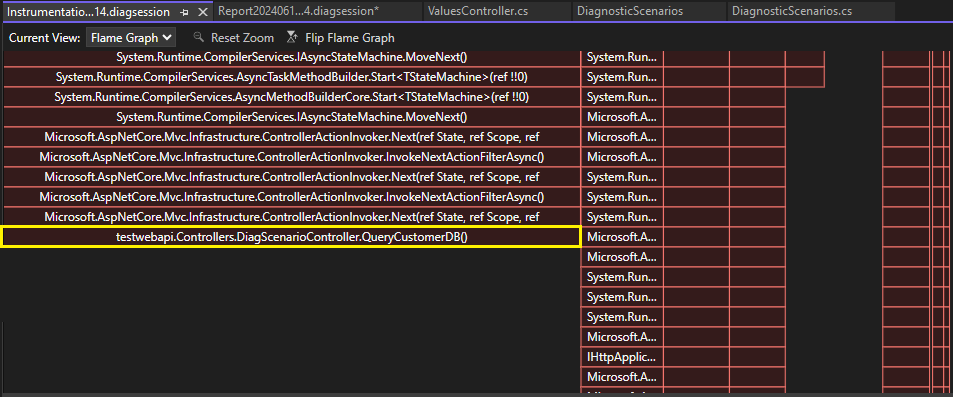 Instrumentatio...14.diagsession
Report2024061...4.diagsession*
ValuesController.cs
DiagnosticScenarios
DiagnosticScenarios.cs
Current View: Flame Graph Reset Zoom Flip Flame Graph
System.Runtime.CompilerServices.IAsyncStateMachine.MoveNext() System.Run...
System.Runtime.CompilerServices.AsyncTaskMethodBuilder.Start<TStateMachine>(ref !!0) System.Run...
System.Runtime.CompilerServices.AsyncMethodBuilderCore.Start<TStateMachine>(ref !!0) System.Run...
System.Runtime.CompilerServices.IAsyncStateMachine.MoveNext() Microsoft.A...
Microsoft.AspNetCore.Mvc.Infrastructure.ControllerActionInvoker.Next(ref State, ref Scope, ref Microsoft.A...
Microsoft.AspNetCore.Mvc.Infrastructure.ControllerActionInvoker.InvokeNextActionFilterAsync() Microsoft.A...
Microsoft.AspNetCore.Mvc.Infrastructure.ControllerActionInvoker.Next(ref State, ref Scope, ref System.Run...
Microsoft.AspNetCore.Mvc.Infrastructure.ControllerActionInvoker.InvokeNextActionFilterAsync() System.Run...
Microsoft.AspNetCore.Mvc.Infrastructure.ControllerActionInvoker.Next(ref State, ref Scope, ref System.Run...
testwebapi.Controllers.DiagScenarioController.QueryCustomerDB() Microsoft.A...
Microsoft.A...
System.Run...
System.Run...
System.Run...
Microsoft.A...
IHttpApplic...
Microsoft.A...